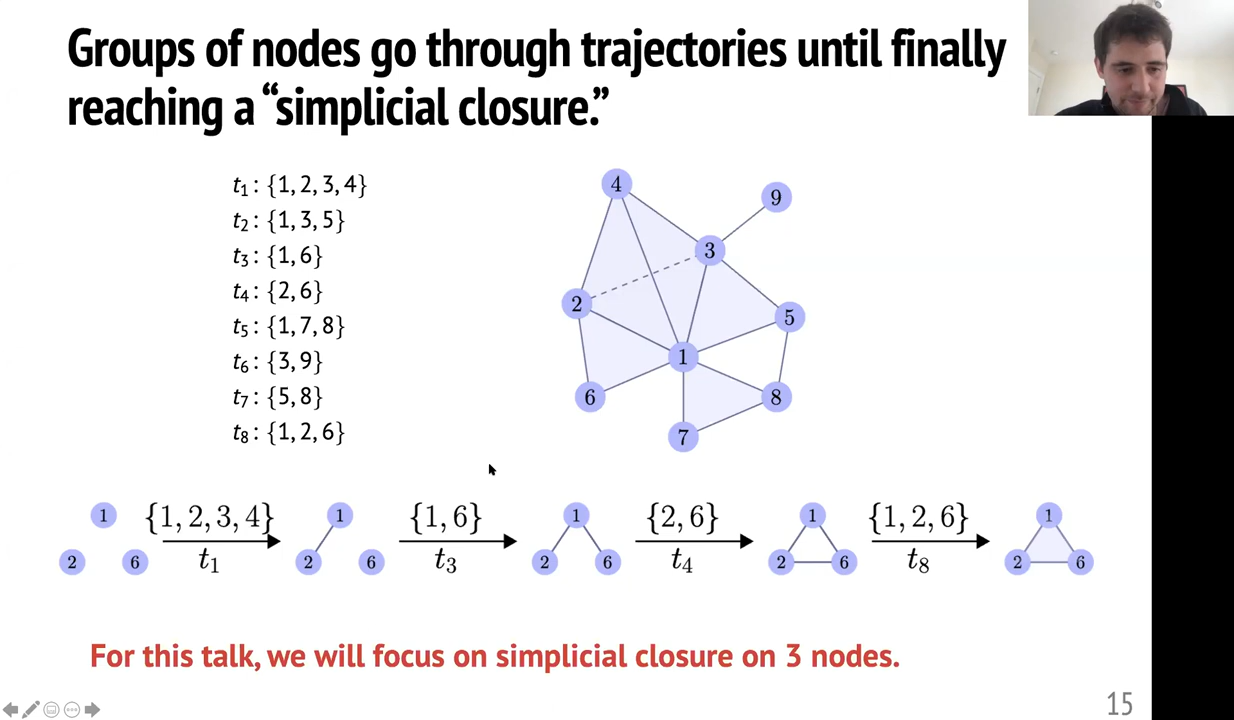 Groups of nodes go through trajectories until finally
reaching a “simplicial closure.”
t₁ : {1, 2, 3, 4}
t₂ : {1, 3, 5}
t₃ : {1, 6}
t₄ : {2, 6}
t₅ : {1, 7, 8}
t₆ : {3, 9}
t₇ : {5, 8}
t₈ : {1, 2, 6}
4
9
3
2
5
1
6
8
7
1 {1, 2, 3, 4} 1 {1, 6} 1 {2, 6} 1 {1, 2, 6} 1
2 6 t₁ 2 6 t₃ 2 6 t₄ 2 6 t₈ 2 6
For this talk, we will focus on simplicial closure on 3 nodes.
15